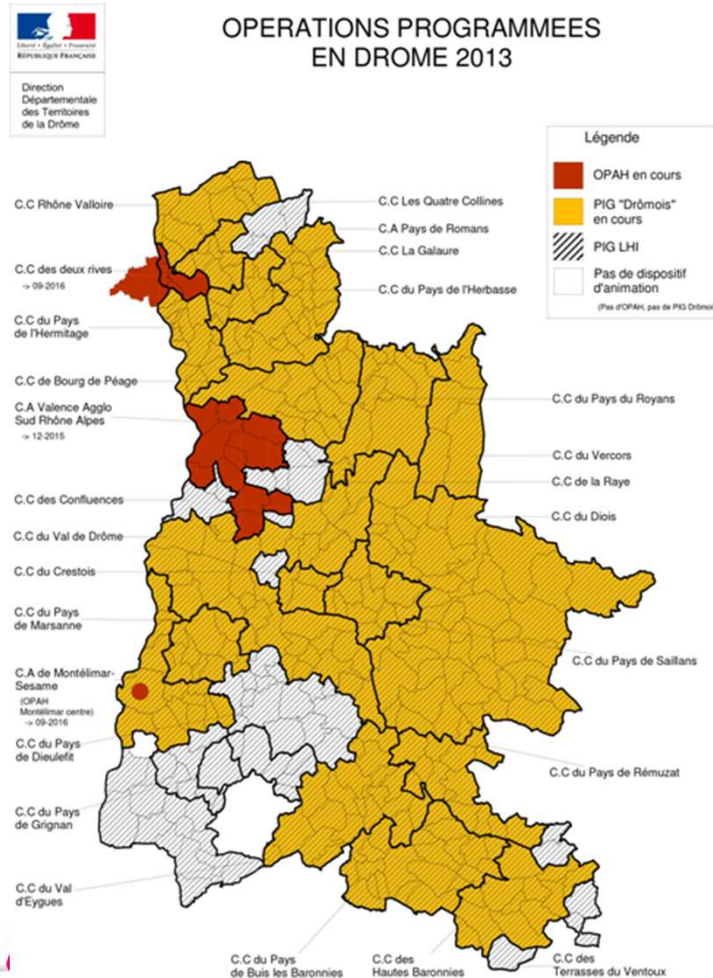 OPERATIONS PROGRAMMEES
EN DROME 2013
Liberté • Égalité • Fraternité
RÉPUBLIQUE FRANÇAISE
Direction
Départementale
des Territoires
de la Drôme
Légende
OPAH en cours
PIG "Drômois"
en cours
PIG LHI
Pas de dispositif
d'animation
(Pas d'OPAH, pas de PIG Drômoi
C.C Rhône Valloire
C.C des deux rives
-> 09-2016
C.C du Pays
de l'Hermitage
C.C de Bourg de Péage
C.A Valence Agglo
Sud Rhône Alpes
-> 12-2015
C.C des Confluences
C.C du Val de Drôme
C.C du Crestois
C.C du Pays
de Marsanne
C.A de Montélimar-
Sesame
(OPAH
Montélimar centre)
-> 09-2016
C.C du Pays
de Dieulefit
C.C du Pays
de Grignan
C.C du Val
d'Eygues
C.C Les Quatre Collines
C.A Pays de Romans
C.C La Galaure
C.C du Pays de l'Herbasse
C.C du Pays du Royans
C.C du Vercors
C.C de la Raye
C.C du Diois
C.C du Pays de Saillans
C.C du Pays de Rémuzat
C.C du Pays
de Buis les Baronnies
C.C des
Hautes Baronnies
C.C des
Terrasses du Ventoux